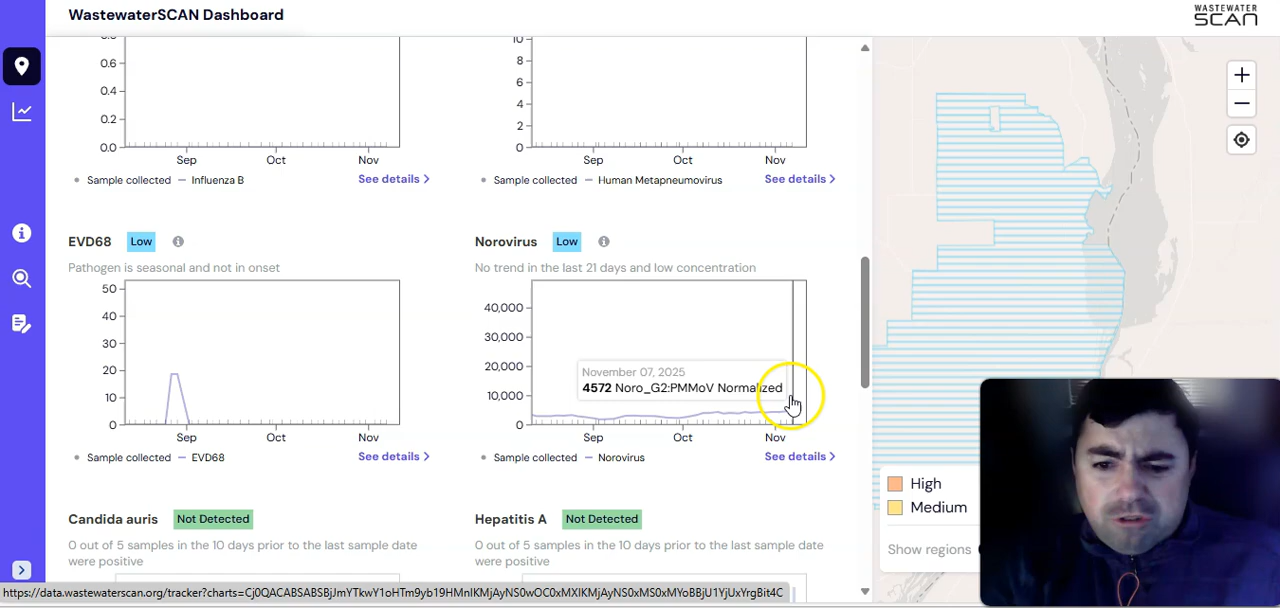 WastewaterSCAN Dashboard
WASTEWATER
SCAN
0.6
0.4
0.2
0.0
Sep Oct Nov
Sample collected Influenza B
See details
10
8
6
4
2
0
Sep Oct Nov
Sample collected Human Metapneumovirus
See details
EVD68 Low
Pathogen is seasonal and not in onset
50
40
30
20
10
0
Sep Oct Nov
Sample collected EVD68
See details
Norovirus Low
No trend in the last 21 days and low concentration
40,000
30,000
20,000
10,000
0
November 07, 2025
4572 Noro_G2:PMMoV Normalized
Sep Oct Nov
Sample collected Norovirus
See details
Candida auris Not Detected
0 out of 5 samples in the 10 days prior to the last sample date
were positive
Hepatitis A Not Detected
0 out of 5 samples in the 10 days prior to the last sample date
were positive
High
Medium
Show regions